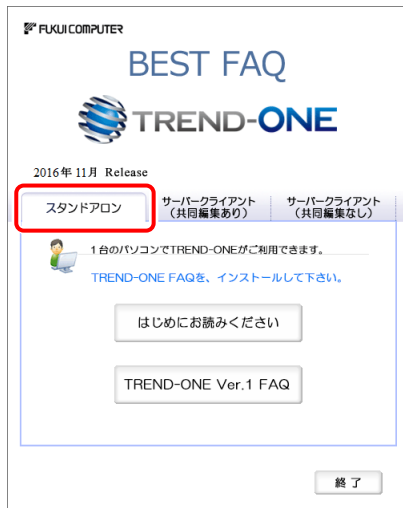 FUKUI COMPUTER
BEST FAQ
TREND-ONE
2016年11月 Release
スタンドアロン
サーバークライアント
（共同編集あり）
サーバークライアント
（共同編集なし）
1台のパソコンでTREND-ONEがご利用できます。
TREND-ONE FAQを、インストールして下さい。
はじめにお読みください
TREND-ONE Ver.1 FAQ
終了